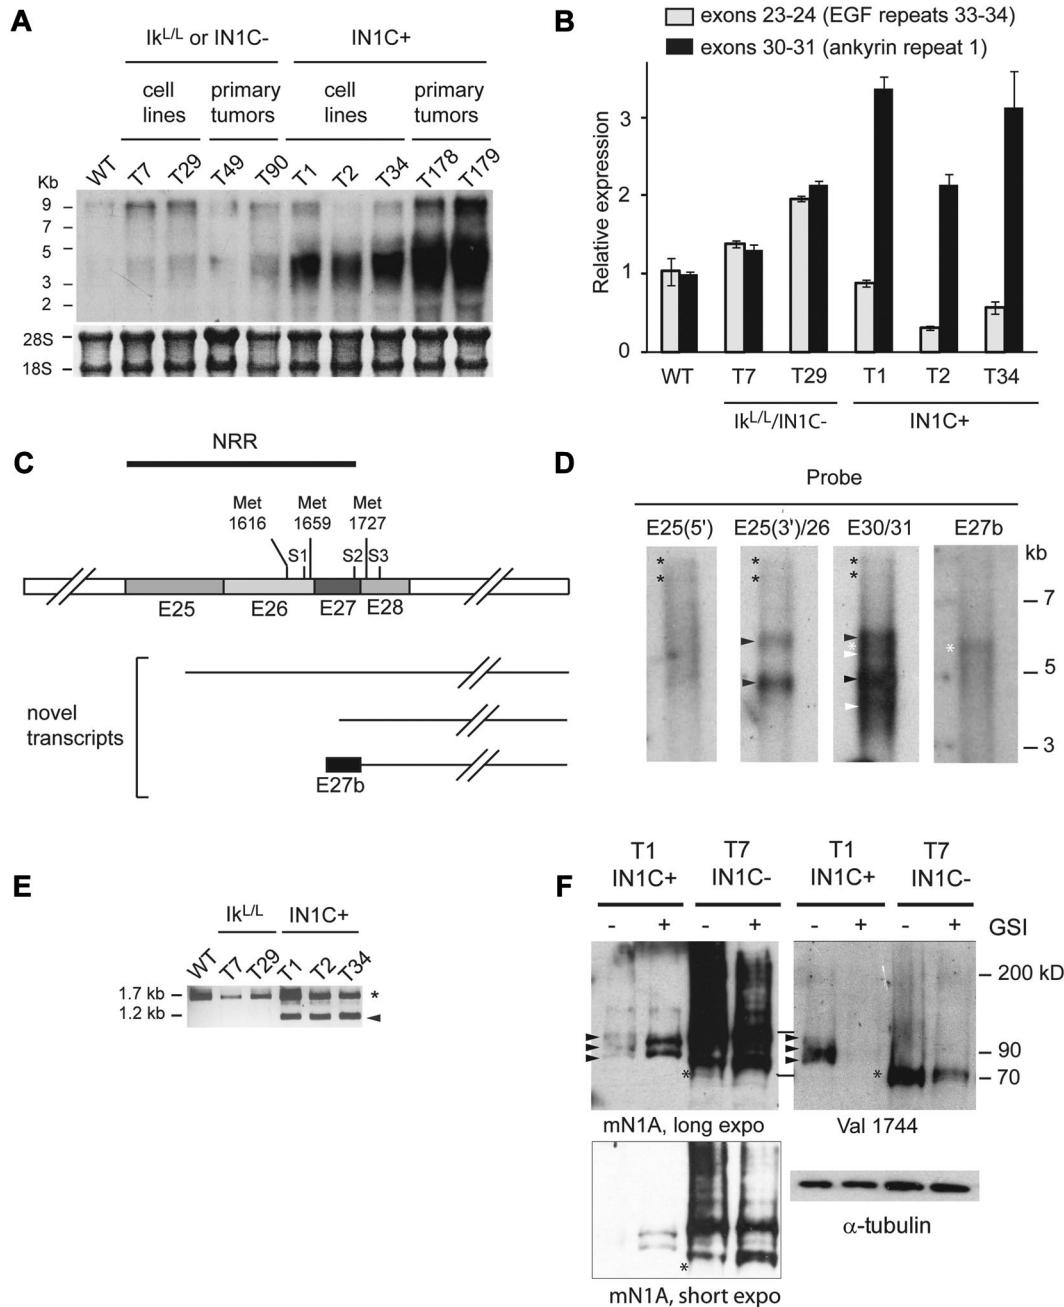 A
Ik^L/L or IN1C-
IN1C+
cell lines
primary tumors
cell lines
primary tumors
WT T7 T29 T49 T90 T1 T2 T34 T178 T179
Kb
9
7
5
3
2
28S
18S
B
exons 23-24 (EGF repeats 33-34)
exons 30-31 (ankyrin repeat 1)
Relative expression
3
2
1
0
WT T7 T29 T1 T2 T34
Ik^L/L/IN1C- IN1C+
C
NRR
Met 1616
Met 1659
Met 1727
S1 S2 S3
E25 E26 E27 E28
novel transcripts
E27b
D
Probe
E25(5') E25(3')/26 E30/31 E27b
kb
7
5
3
* * * * * * * *
E
Ik^L/L IN1C+
WT T7 T29 T1 T2 T34
1.7 kb *
1.2 kb
F
T1 IN1C+
T7 IN1C-
T1 IN1C+
T7 IN1C-
- + - + - + - + GSI
200 kD
90
70
* *
mN1A, long expo
Val 1744
*
mN1A, short expo
α-tubulin